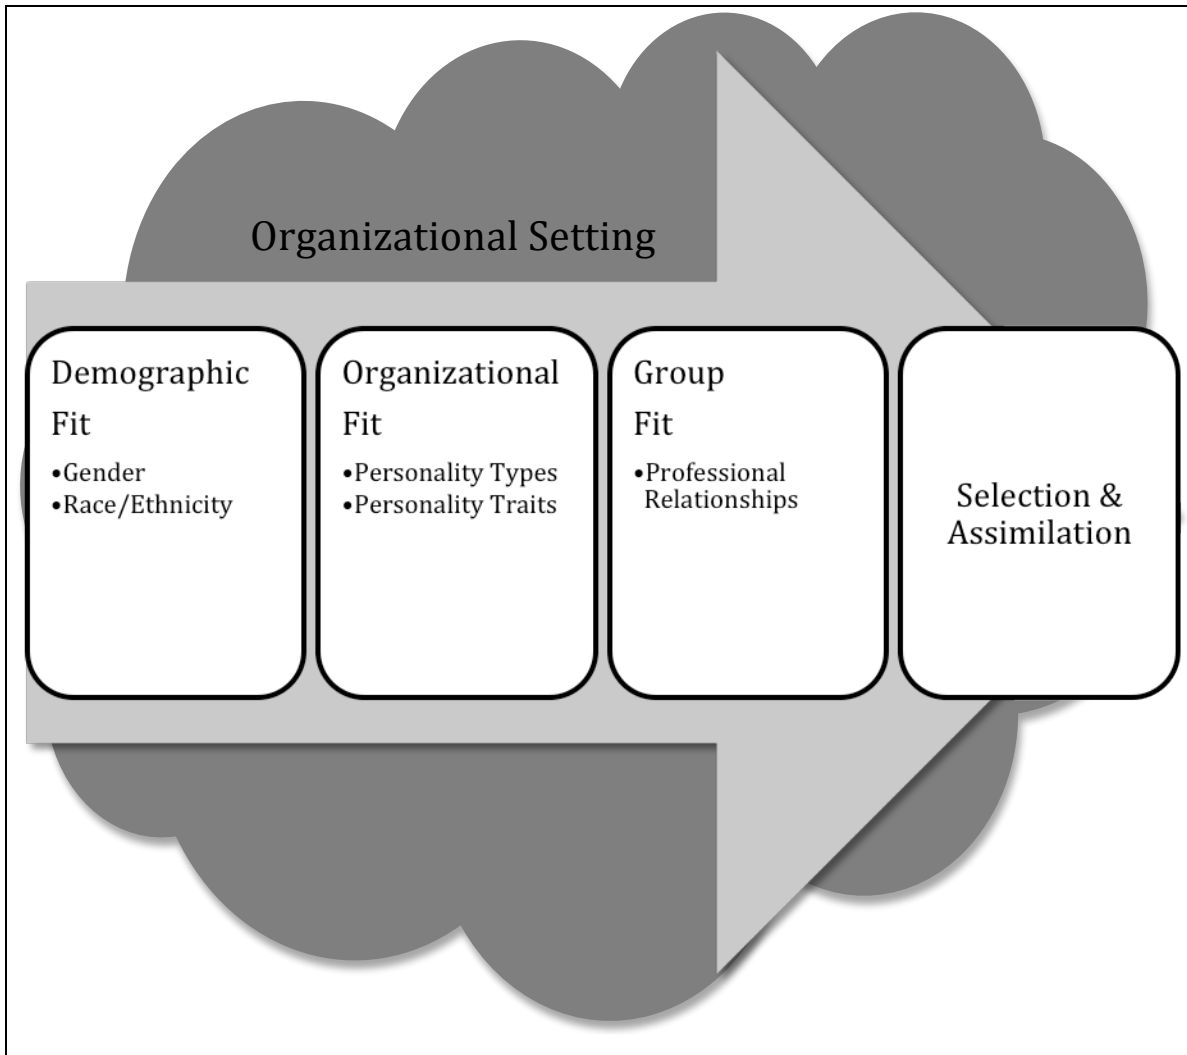 Organizational Setting
Demographic
Fit
•Gender
•Race/Ethnicity
Organizational
Fit
•Personality Types
•Personality Traits
Group
Fit
•Professional
Relationships
Selection &
Assimilation